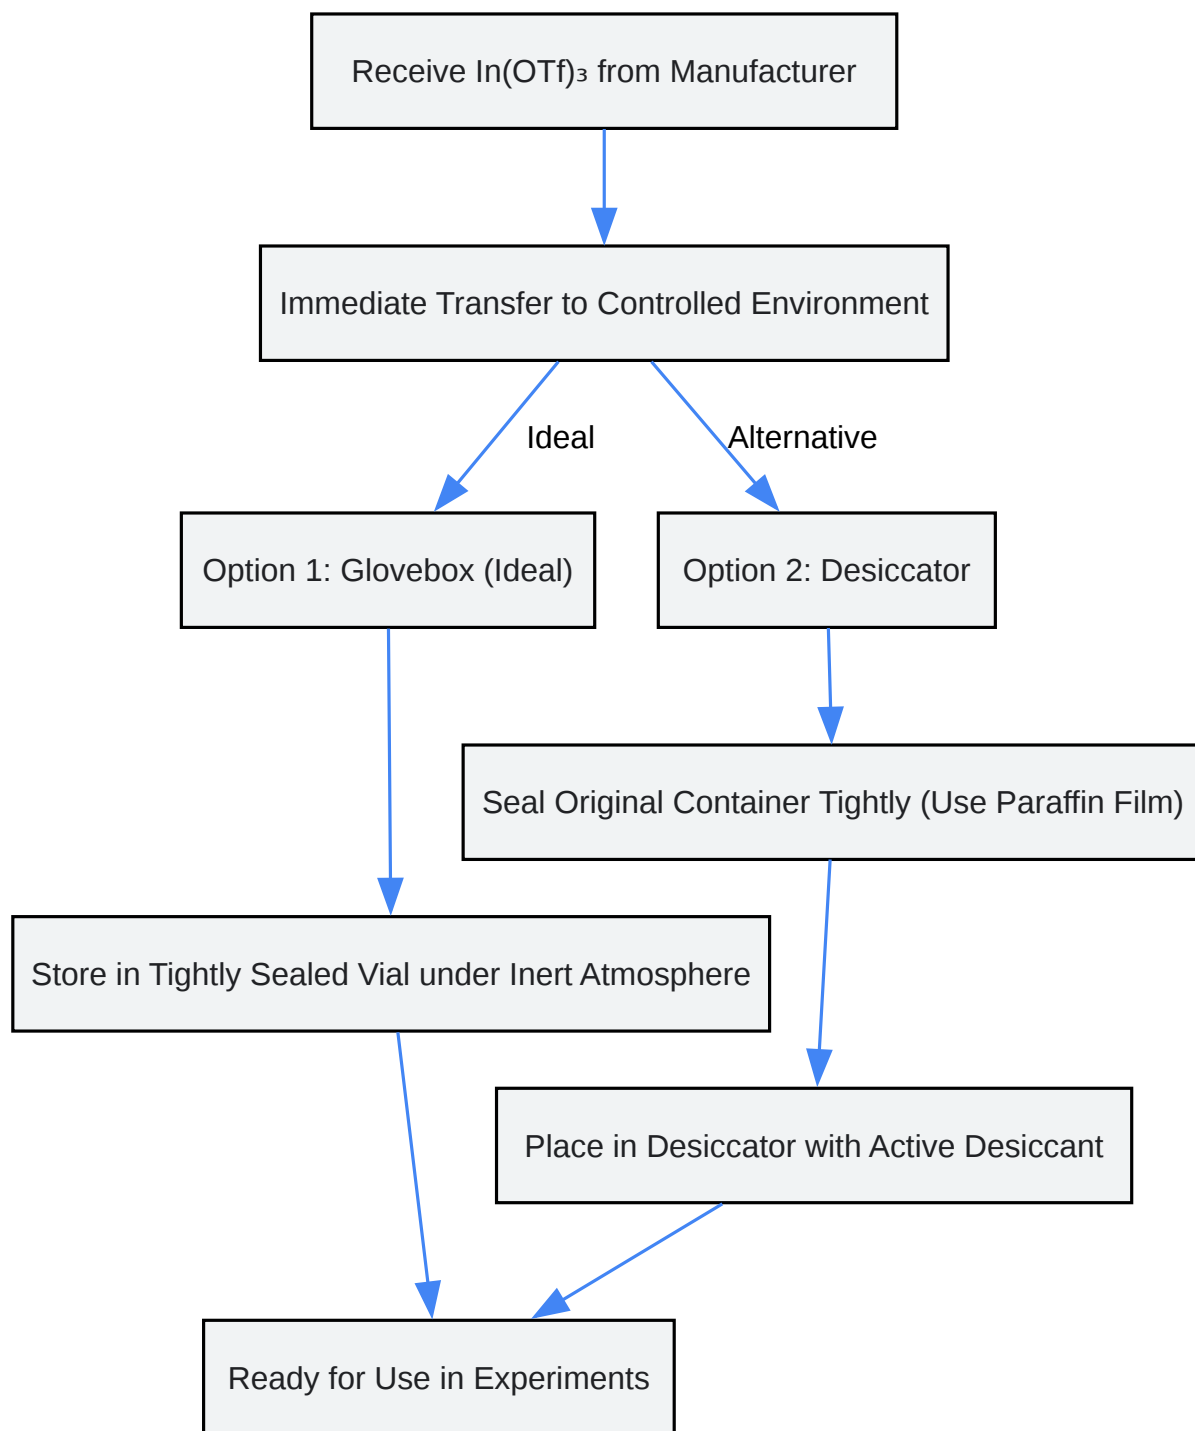 Receive In(OTf)₃ from Manufacturer
Immediate Transfer to Controlled Environment
Ideal
Alternative
Option 1: Glovebox (Ideal)
Option 2: Desiccator
Seal Original Container Tightly (Use Paraffin Film)
Store in Tightly Sealed Vial under Inert Atmosphere
Place in Desiccator with Active Desiccant
Ready for Use in Experiments